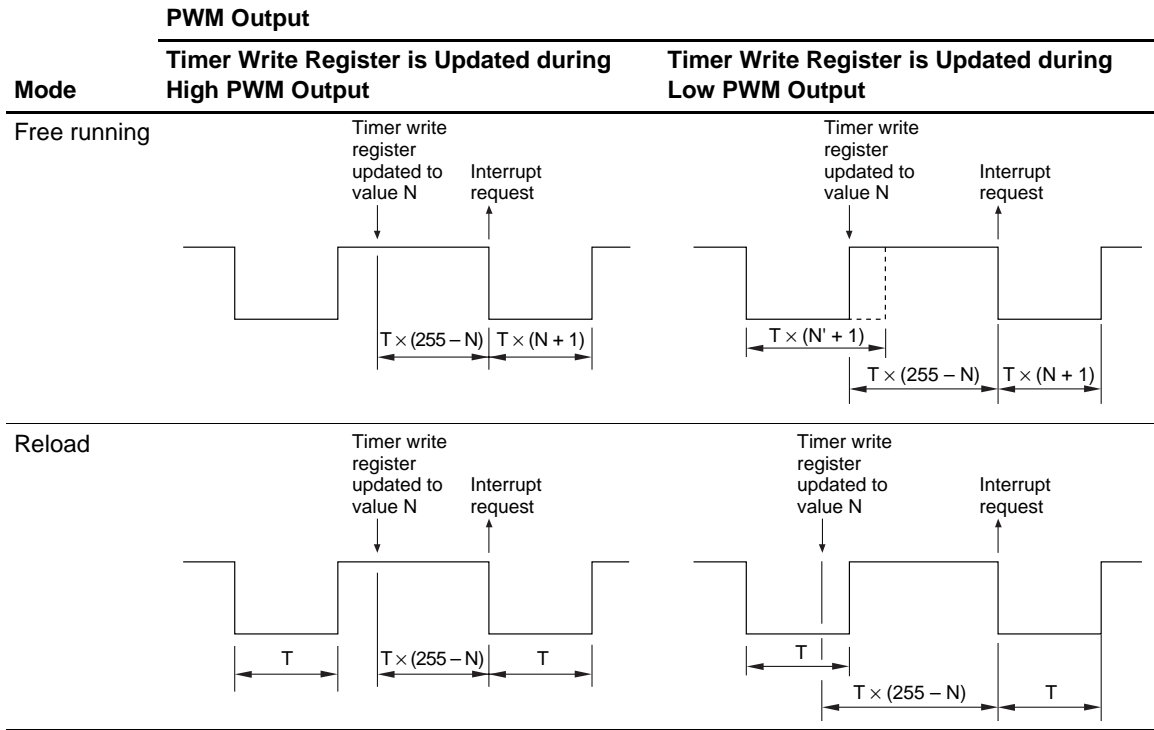 PWM Output
Mode
Timer Write Register is Updated during
High PWM Output
Timer Write Register is Updated during
Low PWM Output
Free running
Timer write
register
updated to
value N
Interrupt
request
T × (255 – N)
T × (N + 1)
Timer write
register
updated to
value N
Interrupt
request
T × (N' + 1)
T × (255 – N)
T × (N + 1)
Reload
Timer write
register
updated to
value N
Interrupt
request
T
T × (255 – N)
T
Timer write
register
updated to
value N
Interrupt
request
T
T × (255 – N)
T